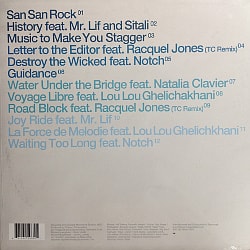 San San Rock 01
History feat. Mr. Lif and Sitali 02
Music to Make You Stagger 03
Letter to the Editor feat. Racquel Jones (TC Remix) 04
Destroy the Wicked feat. Notch 05
Guidance 06
Water Under the Bridge feat. Natalia Clavier 07
Voyage Libre feat. Lou Lou Ghelichakhani 08
Road Block feat. Racquel Jones (TC Remix) 09
Joy Ride feat. Mr. Lif 10
La Force de Melodie feat. Lou Lou Ghelichkhani 11
Waiting Too Long feat. Notch 12